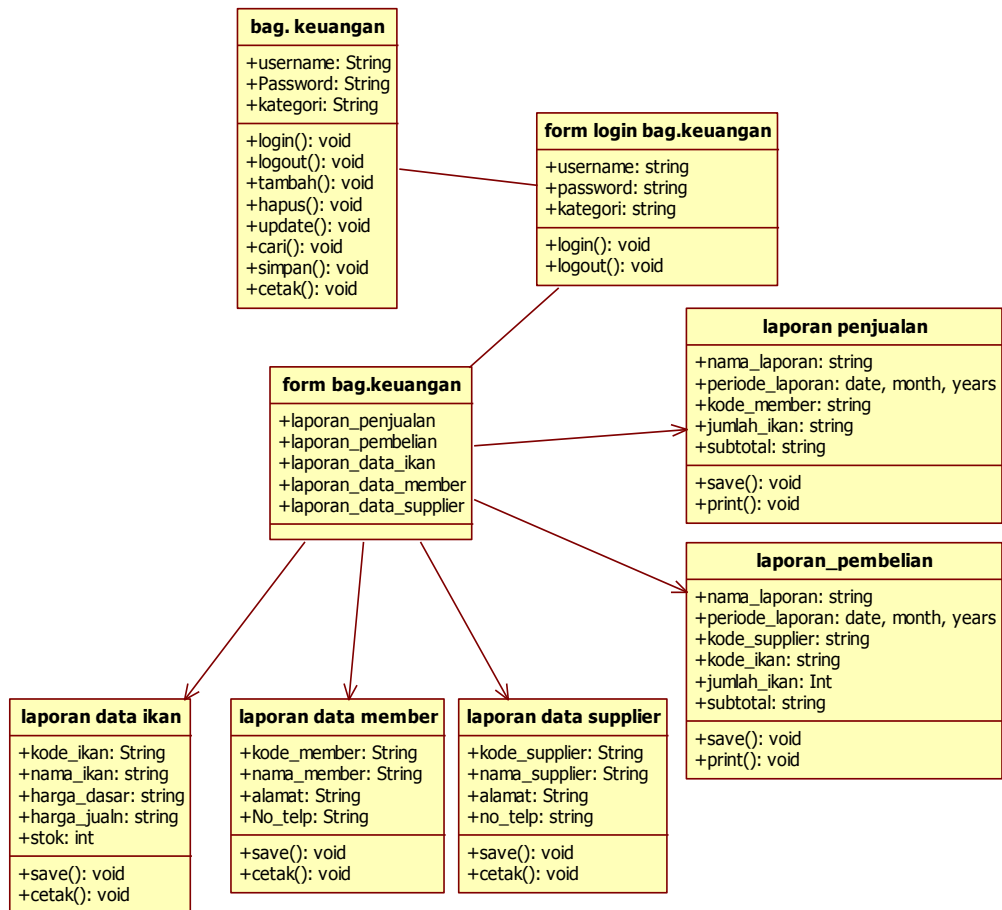 bag. keuangan
+username: String
+Password: String
+kategori: String
+login(): void
+logout(): void
+tambah(): void
+hapus(): void
+update(): void
+cari(): void
+simpan(): void
+cetak(): void
form login bag.keuangan
+username: string
+password: string
+kategori: string
+login(): void
+logout(): void
form bag.keuangan
+laporan_penjualan
+laporan_pembelian
+laporan_data_ikan
+laporan_data_member
+laporan_data_supplier
laporan penjualan
+nama_laporan: string
+periode_laporan: date, month, years
+kode_member: string
+jumlah_ikan: string
+subtotal: string
+save(): void
+print(): void
laporan_pembelian
+nama_laporan: string
+periode_laporan: date, month, years
+kode_supplier: string
+kode_ikan: string
+jumlah_ikan: Int
+subtotal: string
+save(): void
+print(): void
laporan data ikan
+kode_ikan: String
+nama_ikan: string
+harga_dasar: string
+harga_jualn: string
+stok: int
+save(): void
+cetak(): void
laporan data member
+kode_member: String
+nama_member: String
+alamat: String
+No_telp: String
+save(): void
+cetak(): void
laporan data supplier
+kode_supplier: String
+nama_supplier: String
+alamat: String
+no_telp: string
+save(): void
+cetak(): void